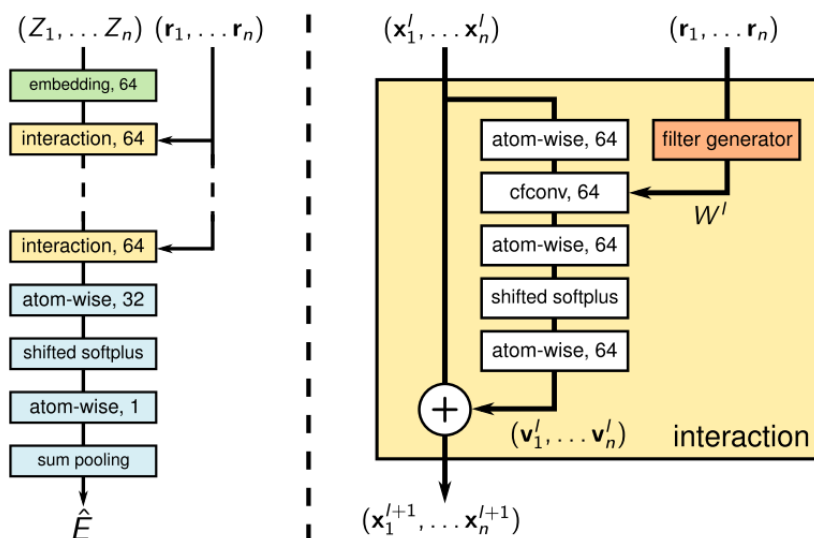 (Z₁, . . . Zₙ) (r₁, . . . rₙ)
embedding, 64
interaction, 64
interaction, 64
atom-wise, 32
shifted softplus
atom-wise, 1
sum pooling
Ê
(x₁ˡ, . . . xₙˡ)
(r₁, . . . rₙ)
atom-wise, 64
filter generator
cfconv, 64
Wˡ
atom-wise, 64
shifted softplus
atom-wise, 64
+
(v₁ˡ, . . . vₙˡ)
interaction
(x₁ˡ⁺¹, . . . xₙˡ⁺¹)